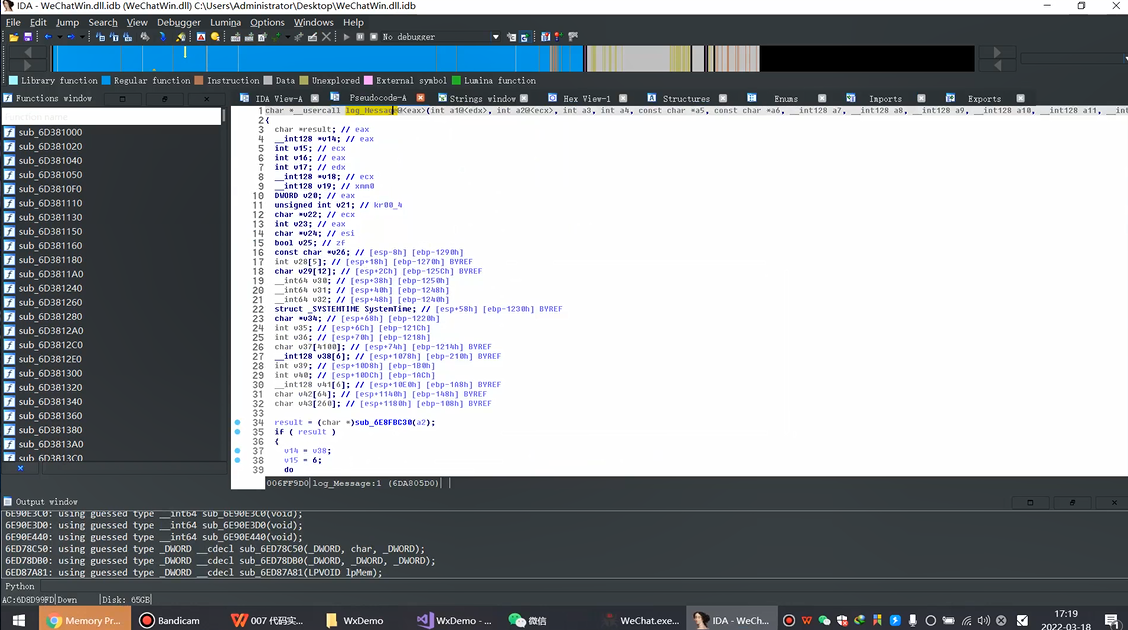 IDA - WeChatWin.dll.idb (WeChatWin.dll) C:\Users\Administrator\Desktop\WeChatWin.dll.idb
File Edit Jump Search View Debugger Lumina Options Windows Help
No debugger
Library function Regular function Instruction Data Unexplored External symbol Lumina function
Functions window
IDA View-A Pseudocode-A Strings window Hex View-1 Structures Enums Imports Exports
Function name
sub_6D381000
sub_6D381020
sub_6D381040
sub_6D381050
sub_6D3810F0
sub_6D381110
sub_6D381130
sub_6D381150
sub_6D381160
sub_6D381180
sub_6D3811A0
sub_6D381240
sub_6D381260
sub_6D381280
sub_6D3812A0
sub_6D3812C0
sub_6D3812E0
sub_6D381300
sub_6D381320
sub_6D381340
sub_6D381360
sub_6D381380
sub_6D3813A0
sub_6D3813C0
1 char *__usercall log_Message@<eax>(int a1@<edx>, int a2@<ecx>, int a3, int a4, const char *a5, const char *a6, __int128 a7, __int128 a8, __int128 a9, __int128 a10, __int128 a11, __in
2 {
3 char *result; // eax
4 __int128 *v14; // eax
5 int v15; // ecx
6 int v16; // eax
7 int v17; // edx
8 __int128 *v18; // ecx
9 __int128 v19; // xmm0
10 DWORD v20; // eax
11 unsigned int v21; // kr00_4
12 char *v22; // ecx
13 int v23; // eax
14 char *v24; // esi
15 bool v25; // zf
16 const char *v26; // [esp-8h] [ebp-1290h]
17 int v28[5]; // [esp+18h] [ebp-1270h] BYREF
18 char v29[12]; // [esp+2Ch] [ebp-125Ch] BYREF
19 __int64 v30; // [esp+38h] [ebp-1250h]
20 __int64 v31; // [esp+40h] [ebp-1248h]
21 __int64 v32; // [esp+48h] [ebp-1240h]
22 struct _SYSTEMTIME SystemTime; // [esp+58h] [ebp-1230h] BYREF
23 char *v34; // [esp+68h] [ebp-1220h]
24 int v35; // [esp+6Ch] [ebp-121Ch]
25 int v36; // [esp+70h] [ebp-1218h]
26 char v37[4100]; // [esp+74h] [ebp-1214h] BYREF
27 __int128 v38[6]; // [esp+1078h] [ebp-210h] BYREF
28 int v39; // [esp+10D8h] [ebp-1B0h]
29 int v40; // [esp+10DCh] [ebp-1ACh]
30 __int128 v41[6]; // [esp+10E0h] [ebp-1A8h] BYREF
31 char v42[64]; // [esp+1140h] [ebp-148h] BYREF
32 char v43[260]; // [esp+1180h] [ebp-108h] BYREF
33
34 result = (char *)sub_6E8FBC30(a2);
35 if ( result )
36 {
37 v14 = v38;
38 v15 = 6;
39 do
006FF9D0 log_Message:1 (6DA805D0)
Output window
6E90E3C0: using guessed type __int64 sub_6E90E3C0(void);
6E90E3D0: using guessed type __int64 sub_6E90E3D0(void);
6E90E440: using guessed type __int64 sub_6E90E440(void);
6ED78C50: using guessed type _DWORD __cdecl sub_6ED78C50(_DWORD, char, _DWORD);
6ED78DB0: using guessed type _DWORD __cdecl sub_6ED78DB0(_DWORD, _DWORD, _DWORD);
6ED87A81: using guessed type _DWORD __cdecl sub_6ED87A81(LPVOID lpMem);
Python
AC:6D8D99FD Down Disk: 65GB
Memory Pr... Bandicam 007 代码实... WxDemo WxDemo - ... 微信 WeChat.exe... IDA - WeCh...
17:19
2022-03-18